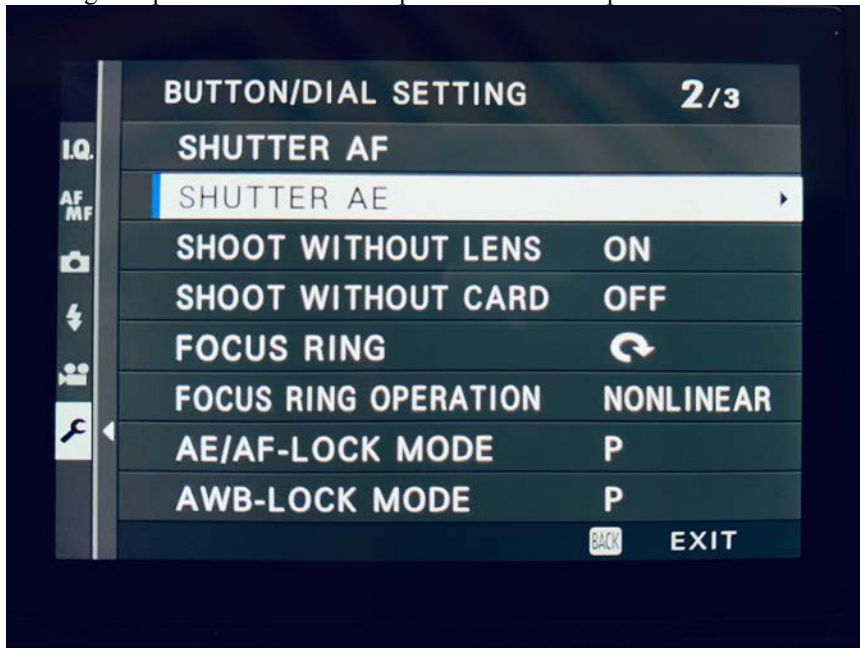 BUTTON/DIAL SETTING 2/3
I.Q. SHUTTER AF
AF MF SHUTTER AE
SHOOT WITHOUT LENS ON
SHOOT WITHOUT CARD OFF
FOCUS RING
FOCUS RING OPERATION NONLINEAR
AE/AF-LOCK MODE P
AWB-LOCK MODE P
BACK EXIT